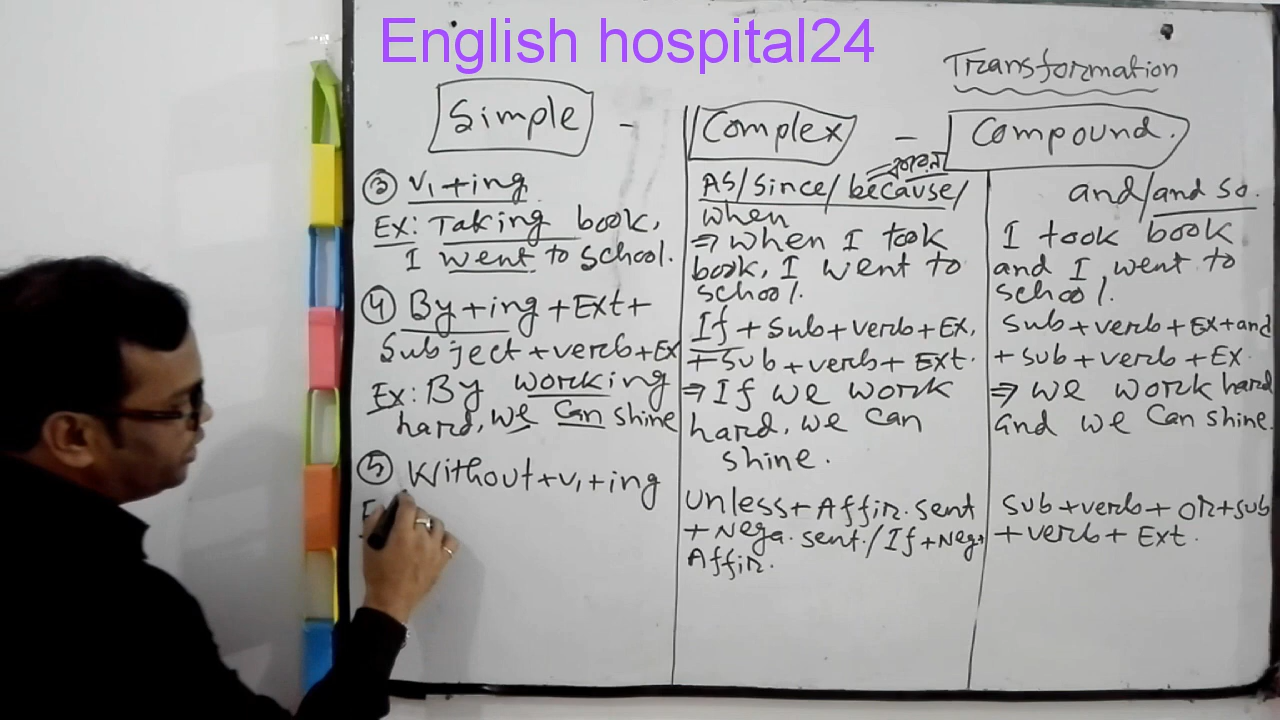 English hospital24
Transformation
Simple - Complex - Compound.
③ V₁+ing
Ex: Taking book,
I went to school.
④ By+ing+Ext+
Subject+verb+Ex
Ex: By working
hard, we can shine
⑤ Without+v₁+ing
E
কারণ
As/since/because/
when
⇒ when I took
book, I went to
school.
If + Sub+verb+Ex,
+Sub+verb+Ext.
⇒ If we work
hard, we can
shine.
Unless+Affir.sent
+Nega.sent./If+Neg+
Affir.
and/and so.
I took book
and I went to
school.
Sub+verb+Ex+and
+sub+verb+Ex.
⇒ we work hard
and we can shine.
Sub+verb+or+sub
+verb+Ext.